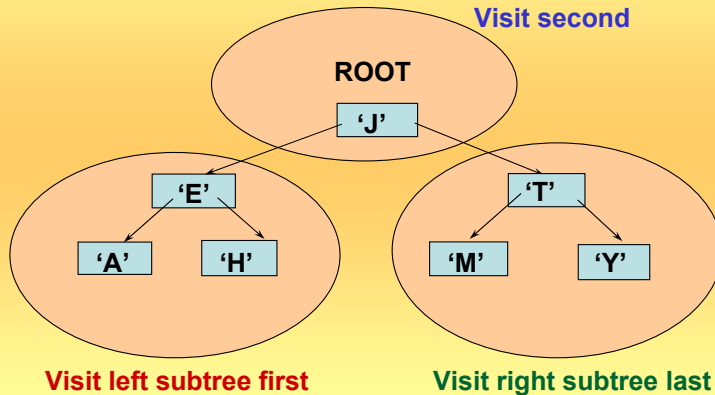 Visit second
ROOT
‘J’
‘E’
‘T’
‘A’
‘H’
‘M’
‘Y’
Visit left subtree first
Visit right subtree last